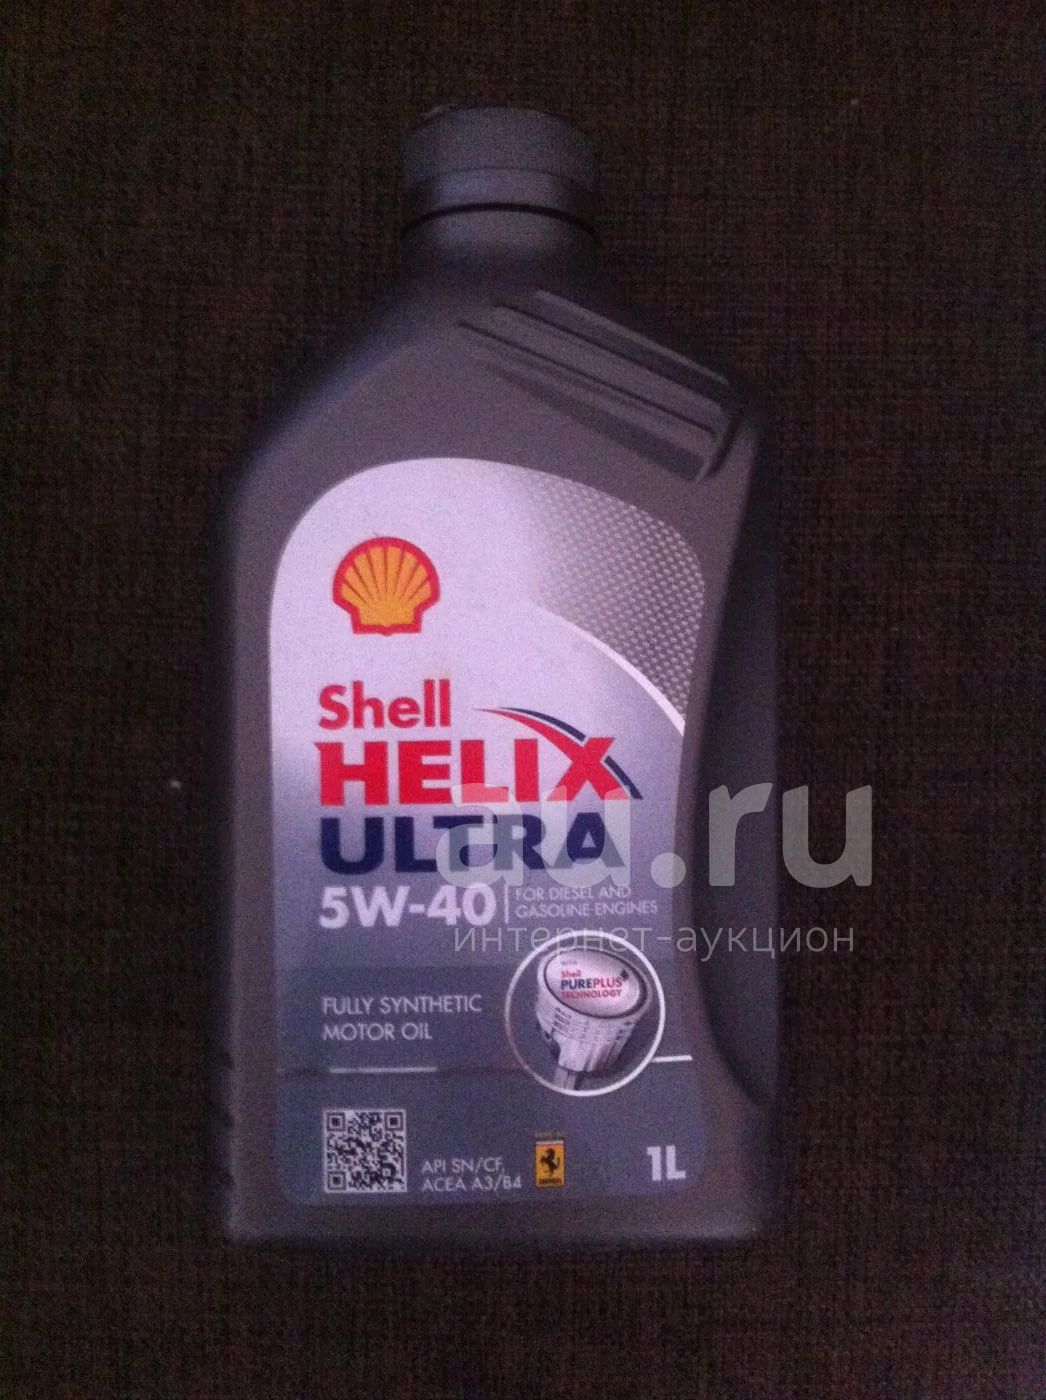 Shell
HELIX
ULTRA
5W-40
FOR DIESEL AND
GASOLINE ENGINES
au.ru
интернет-аукцион
WITH
Shell
PUREPLUS
TECHNOLOGY
FULLY SYNTHETIC
MOTOR OIL
API SN/CF,
ACEA A3/B4
1L